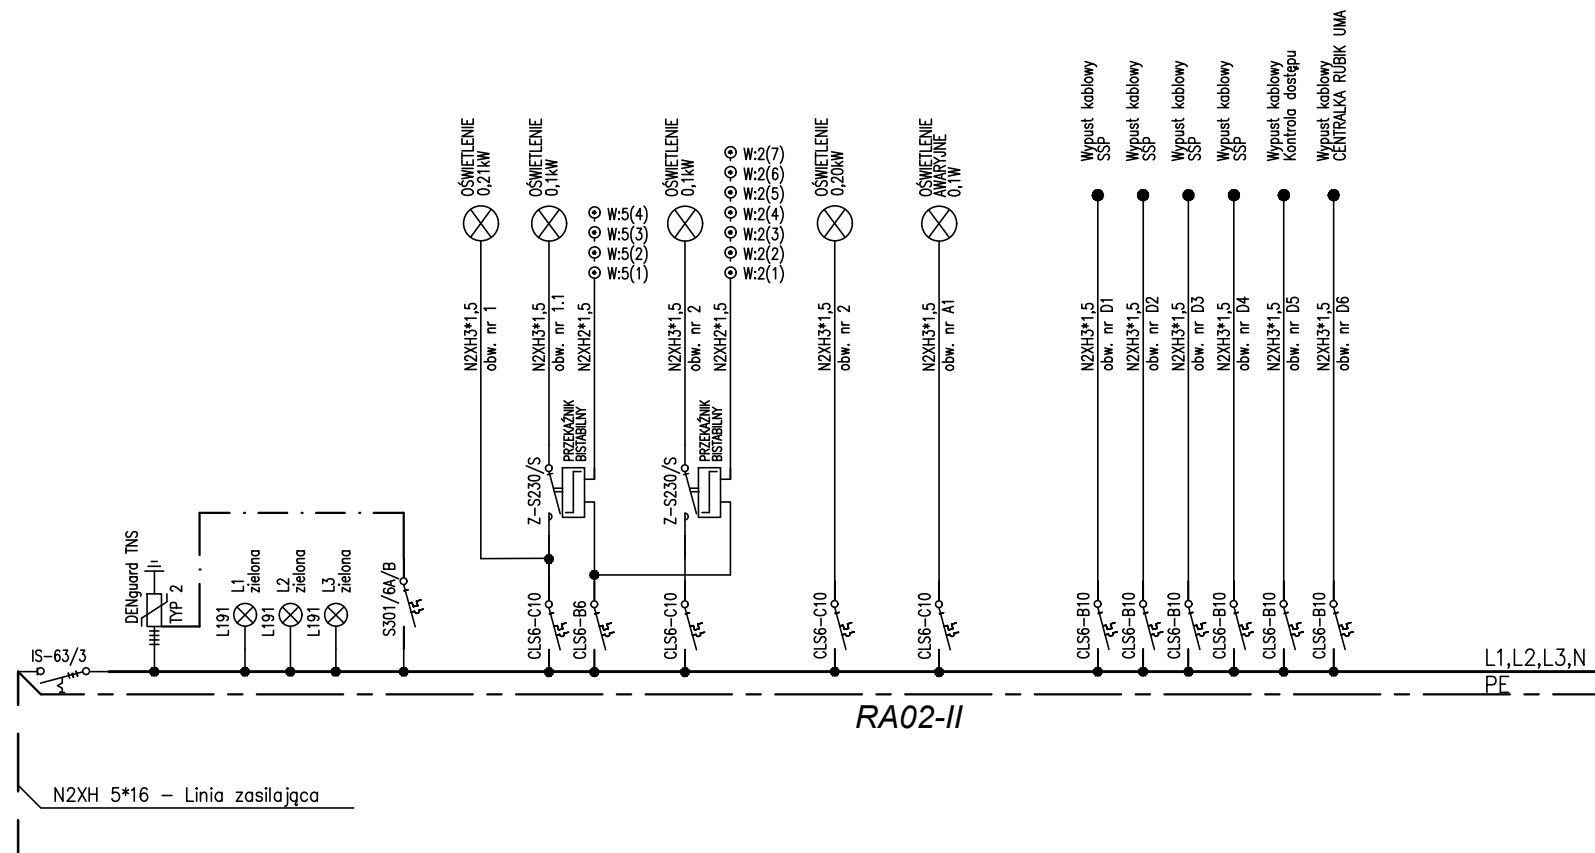 IS-63/3
DENguard TNS
TYP 2
L191
L1
zielona
L191
L2
zielona
L191
L3
zielona
S301/6A/B
OŚWIETLENIE
0,21kW
N2XH3*1,5
obw. nr 1
OŚWIETLENIE
0,1kW
N2XH3*1,5
obw. nr 1.1
Z-S230/S
PRZEKAŹNIK
BISTABILNY
CLS6-C10
W:5(4)
W:5(3)
W:5(2)
W:5(1)
N2XH2*1,5
CLS6-B6
OŚWIETLENIE
0,1kW
N2XH3*1,5
obw. nr 2
Z-S230/S
PRZEKAŹNIK
BISTABILNY
CLS6-C10
W:2(7)
W:2(6)
W:2(5)
W:2(4)
W:2(3)
W:2(2)
W:2(1)
N2XH2*1,5
OŚWIETLENIE
0,20kW
N2XH3*1,5
obw. nr 2
CLS6-C10
OŚWIETLENIE
AWARYJNE
0,1W
N2XH3*1,5
obw. nr A1
CLS6-C10
Wypust kablowy
SSP
N2XH3*1,5
obw. nr D1
CLS6-B10
Wypust kablowy
SSP
N2XH3*1,5
obw. nr D2
CLS6-B10
Wypust kablowy
SSP
N2XH3*1,5
obw. nr D3
CLS6-B10
Wypust kablowy
SSP
N2XH3*1,5
obw. nr D4
CLS6-B10
Wypust kablowy
Kontrola dostępu
N2XH3*1,5
obw. nr D5
CLS6-B10
Wypust kablowy
CENTRALKA RUBIK UMA
N2XH3*1,5
obw. nr D6
CLS6-B10
L1,L2,L3,N
PE
RA02-II
N2XH 5*16 – Linia zasilająca